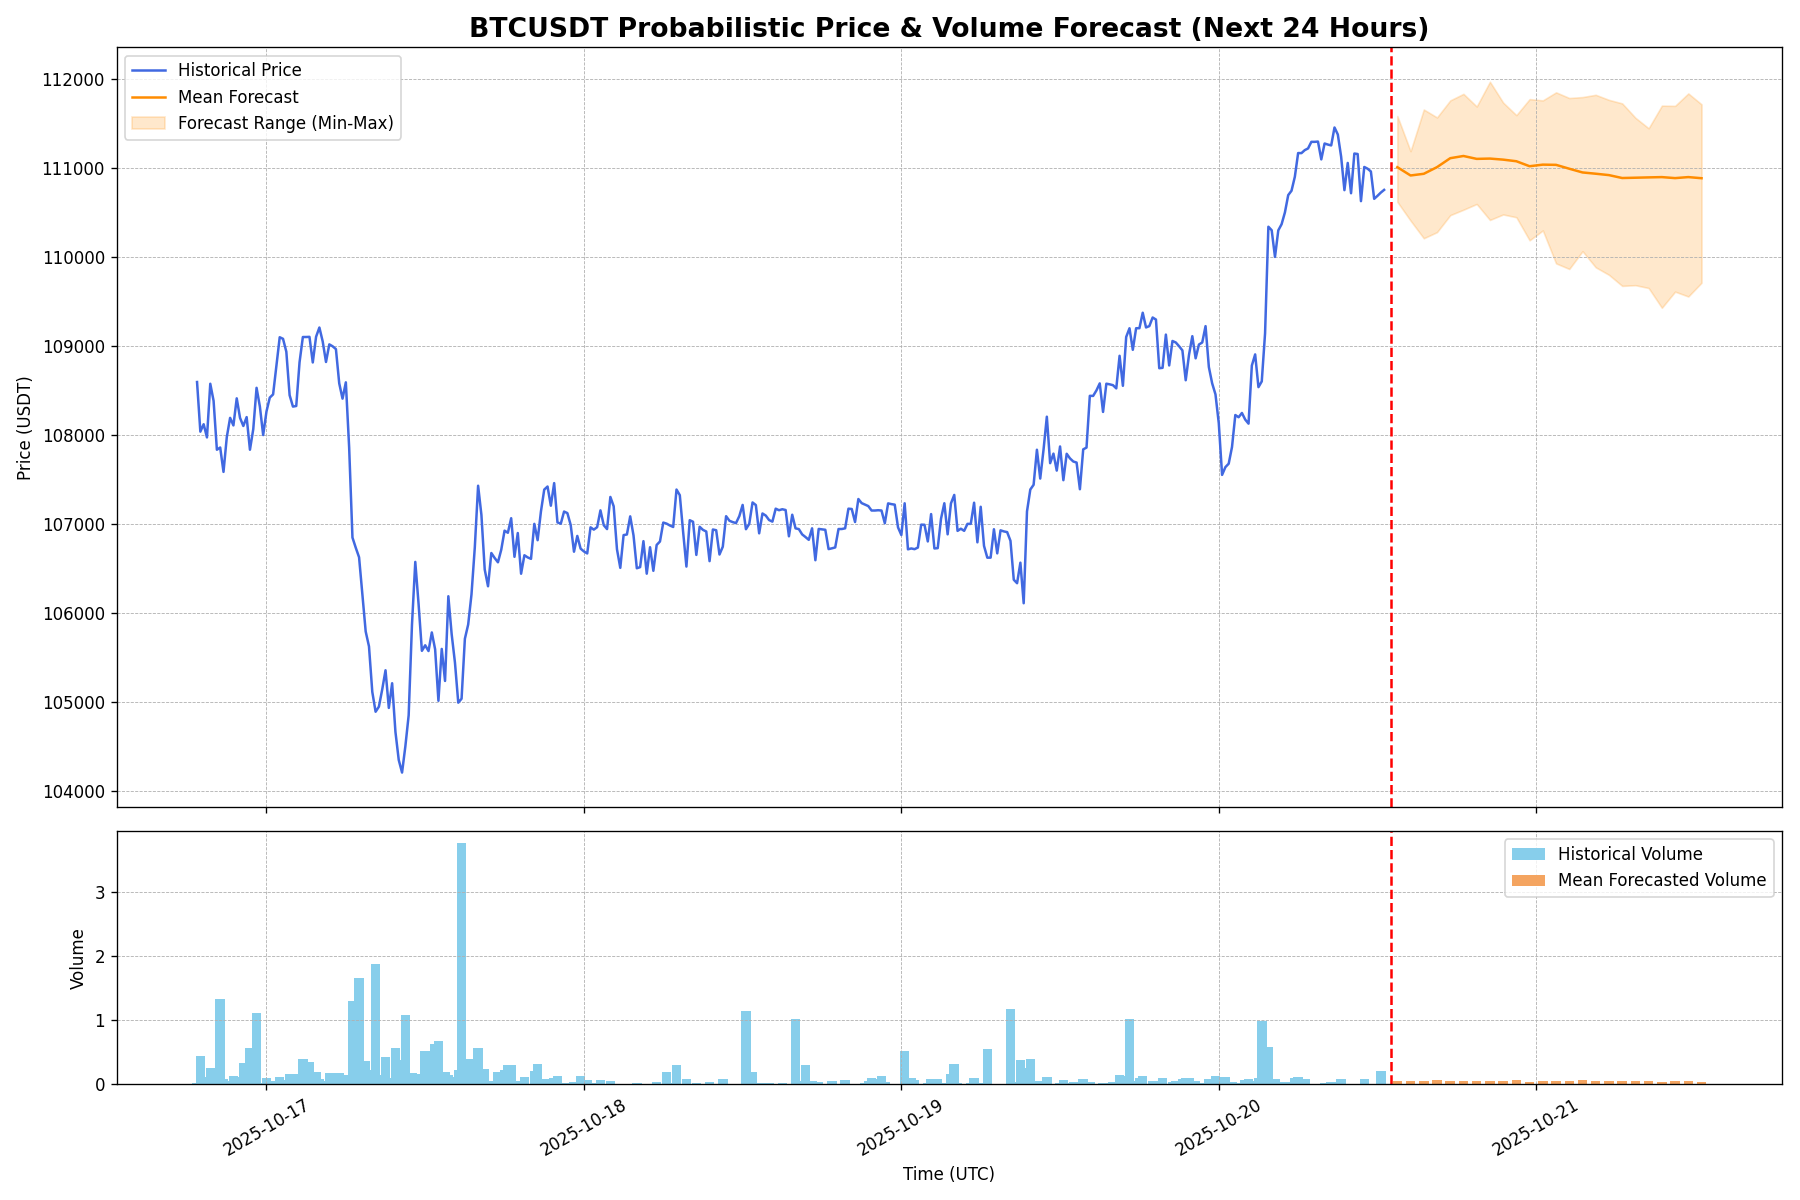 BTCUSDT Probabilistic Price & Volume Forecast (Next 24 Hours)
Historical Price
Mean Forecast
Forecast Range (Min-Max)
112000
111000
110000
109000
108000
107000
106000
105000
104000
Price (USDT)
Historical Volume
Mean Forecasted Volume
3
2
1
0
Volume
2025-10-17
2025-10-18
2025-10-19
2025-10-20
2025-10-21
Time (UTC)